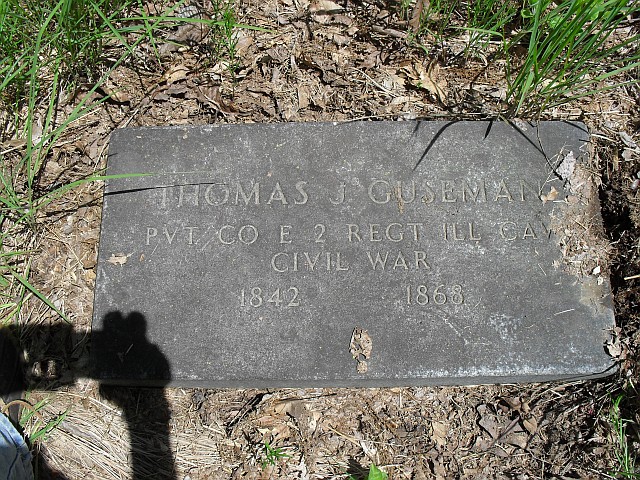 THOMAS J GUSEMAN
PVT CO E 2 REGT ILL CAV
CIVIL WAR
1842 1868